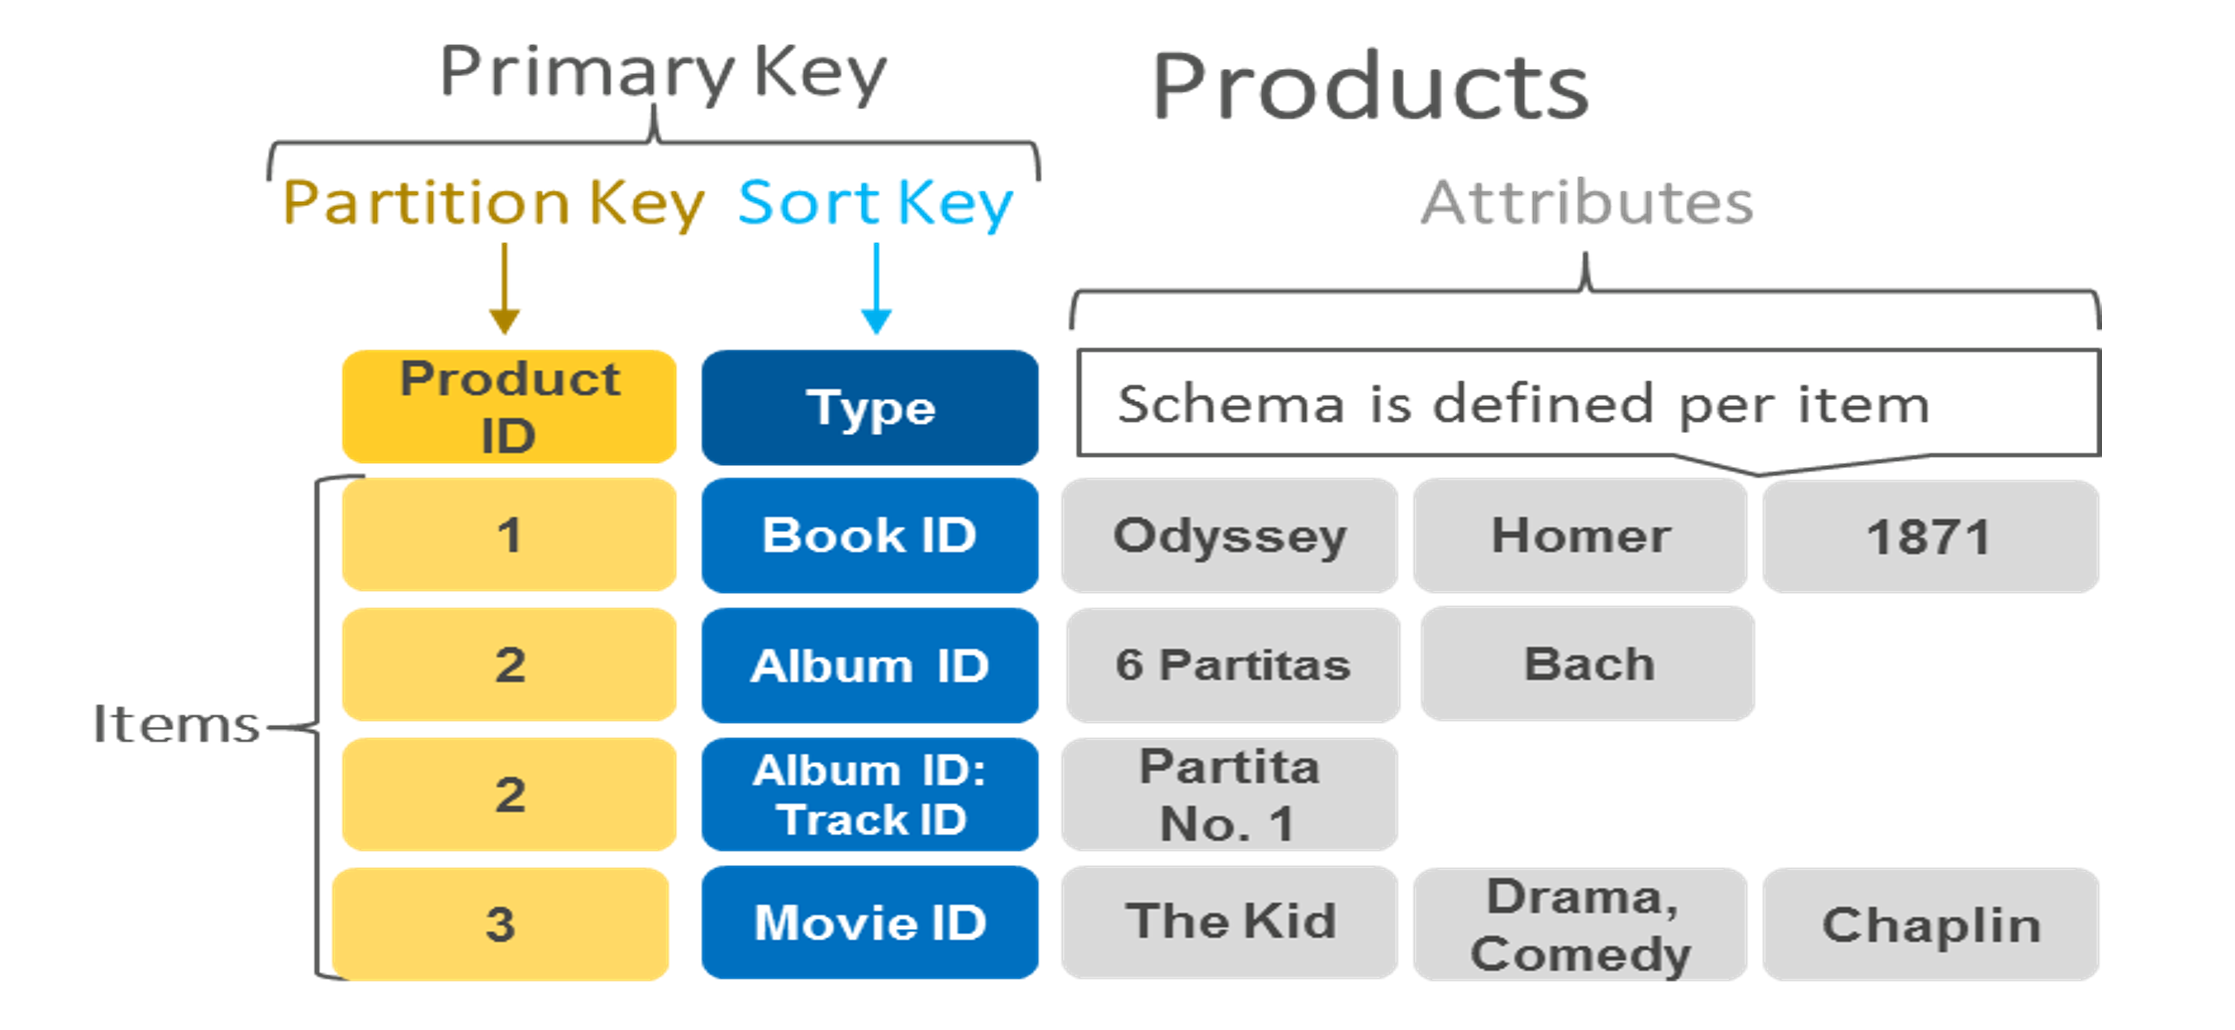 Primary Key
Products
Partition Key
Sort Key
Attributes
Product
ID
Type
Schema is defined per item
Items
1
Book ID
Odyssey
Homer
1871
2
Album ID
6 Partitas
Bach
2
Album ID:
Track ID
Partita
No. 1
3
Movie ID
The Kid
Drama,
Comedy
Chaplin